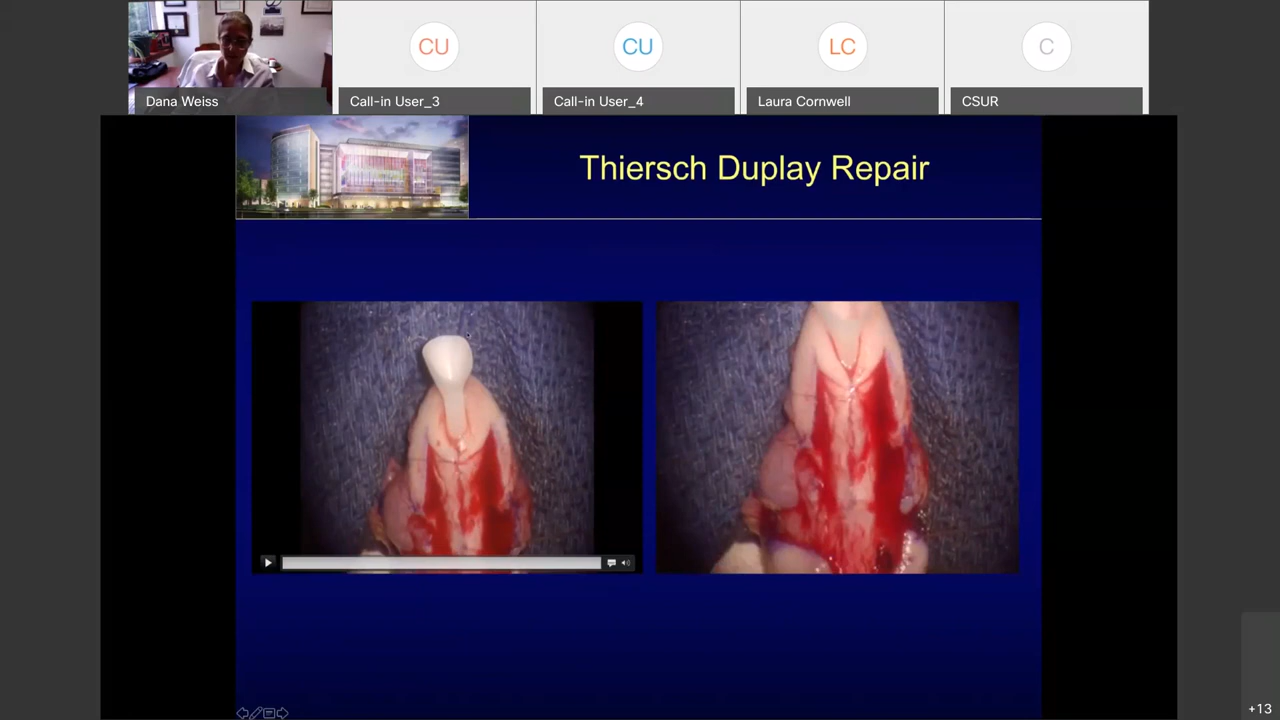 CU
CU
LC
C
Dana Weiss
Call-in User_3
Call-in User_4
Laura Cornwell
CSUR
Thiersch Duplay Repair
+13